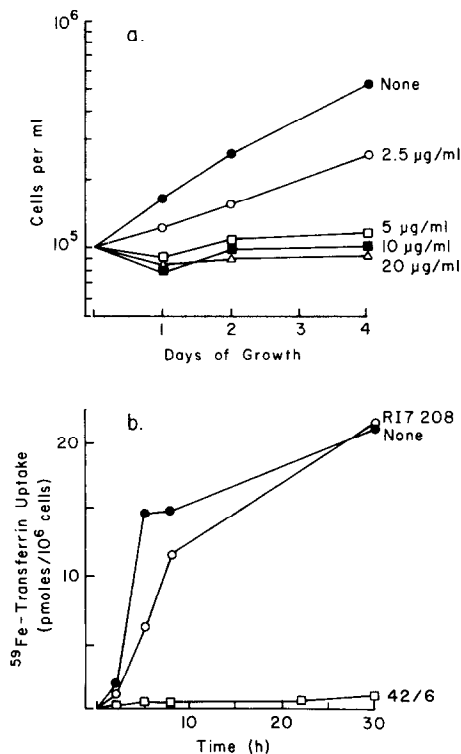 a.
10⁶
10⁵
Cells per ml
None
2.5 µg/ml
5 µg/ml
10 µg/ml
20 µg/ml
1 2 3 4
Days of Growth
b.
20
10
⁵⁹Fe-Transferrin Uptake
(pmoles/10⁶ cells)
RI7 208
None
42/6
10 20 30
Time (h)